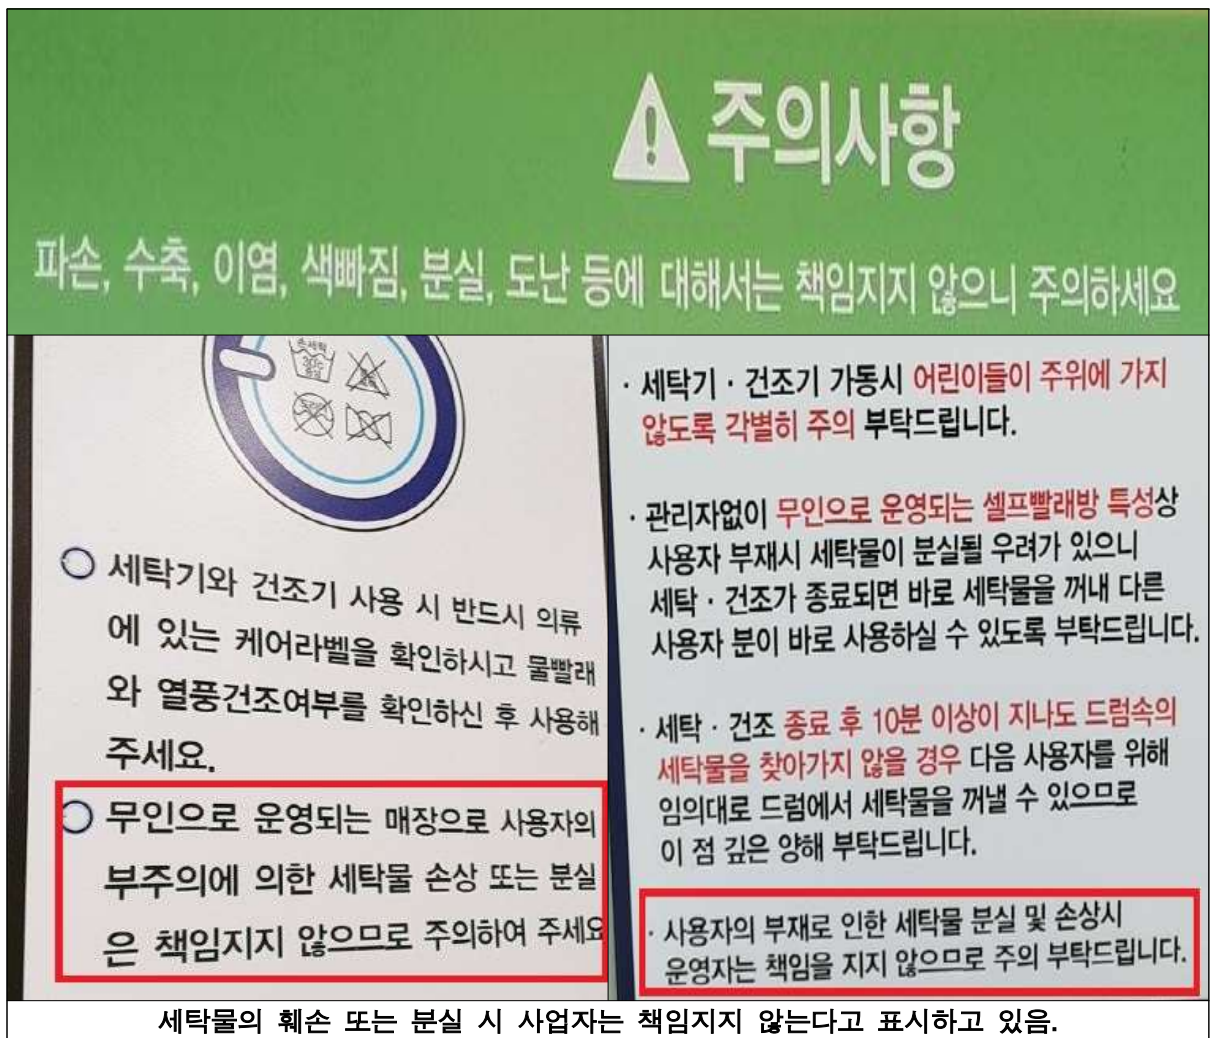 주의사항
파손, 수축, 이염, 색빠짐, 분실, 도난 등에 대해서는 책임지지 않으니 주의하세요
손세탁
세탁기와 건조기 사용 시 반드시 의류
에 있는 케어라벨을 확인하시고 물빨래
와 열풍건조여부를 확인하신 후 사용해
주세요.
무인으로 운영되는 매장으로 사용자의
부주의에 의한 세탁물 손상 또는 분실
은 책임지지 않으므로 주의하여 주세요
· 세탁기 · 건조기 가동시 어린이들이 주위에 가지
않도록 각별히 주의 부탁드립니다.
· 관리자없이 무인으로 운영되는 셀프빨래방 특성상
사용자 부재시 세탁물이 분실될 우려가 있으니
세탁 · 건조가 종료되면 바로 세탁물을 꺼내 다른
사용자 분이 바로 사용하실 수 있도록 부탁드립니다.
· 세탁 · 건조 종료 후 10분 이상이 지나도 드럼속의
세탁물을 찾아가지 않을 경우 다음 사용자를 위해
임의대로 드럼에서 세탁물을 꺼낼 수 있으므로
이 점 깊은 양해 부탁드립니다.
· 사용자의 부재로 인한 세탁물 분실 및 손상시
운영자는 책임을 지지 않으므로 주의 부탁드립니다.
세탁물의 훼손 또는 분실 시 사업자는 책임지지 않는다고 표시하고 있음.